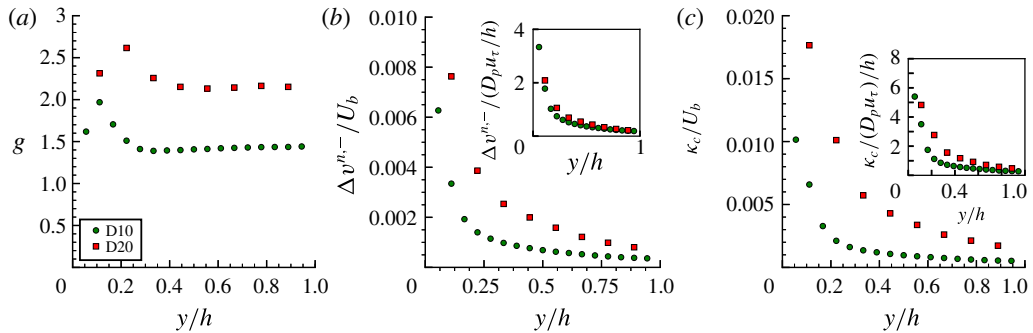 (a)
3.0
2.5
2.0
g
1.5
1.0
0.5
D10
D20
0
0.2
0.4
0.6
0.8
1.0
y/h
(b)
0.010
0.008
0.006
0.004
0.002
Δv^{n,−}/U_b
0
0.25
0.50
0.75
1.00
y/h
4
2
Δv^{n,−}/(D_p u_τ/h)
0
1
y/h
(c)
0.020
0.015
0.010
0.005
κ_c/U_b
0
0.2
0.4
0.6
0.8
1.0
y/h
8
6
4
2
κ_c/(D_p u_τ)/h)
0
0.4
1.0
y/h